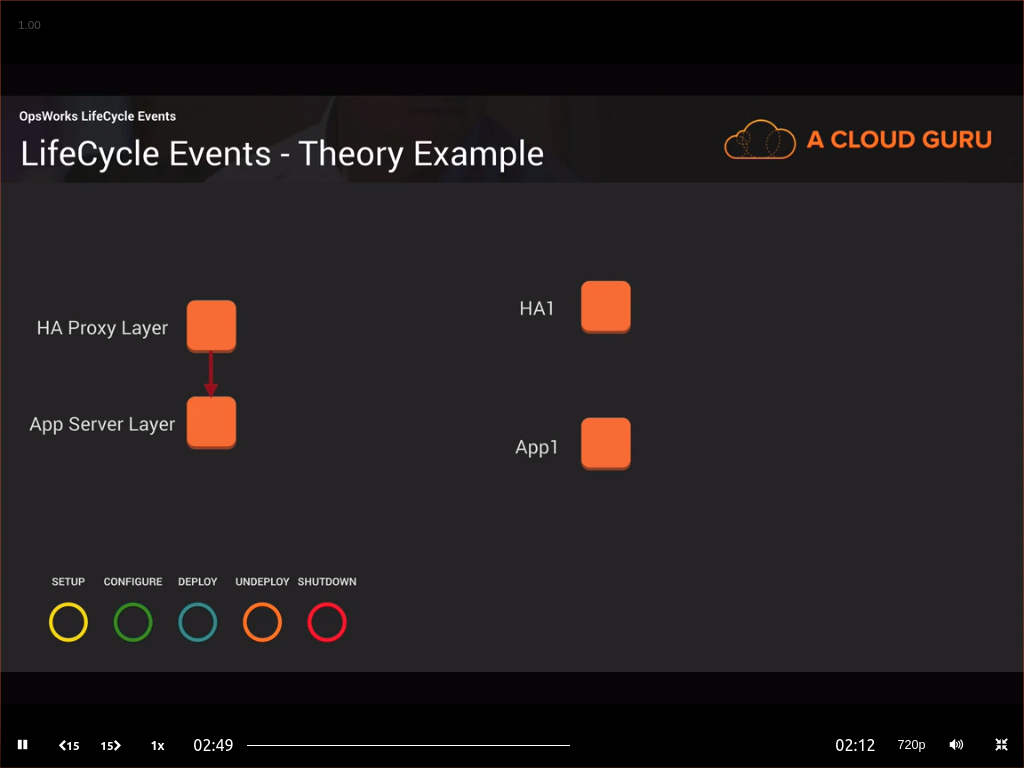 1.00
OpsWorks LifeCycle Events
LifeCycle Events - Theory Example
A CLOUD GURU
HA1
HA Proxy Layer
App Server Layer
App1
SETUP CONFIGURE DEPLOY UNDEPLOY SHUTDOWN
15 15 1x 02:49 02:12 720p